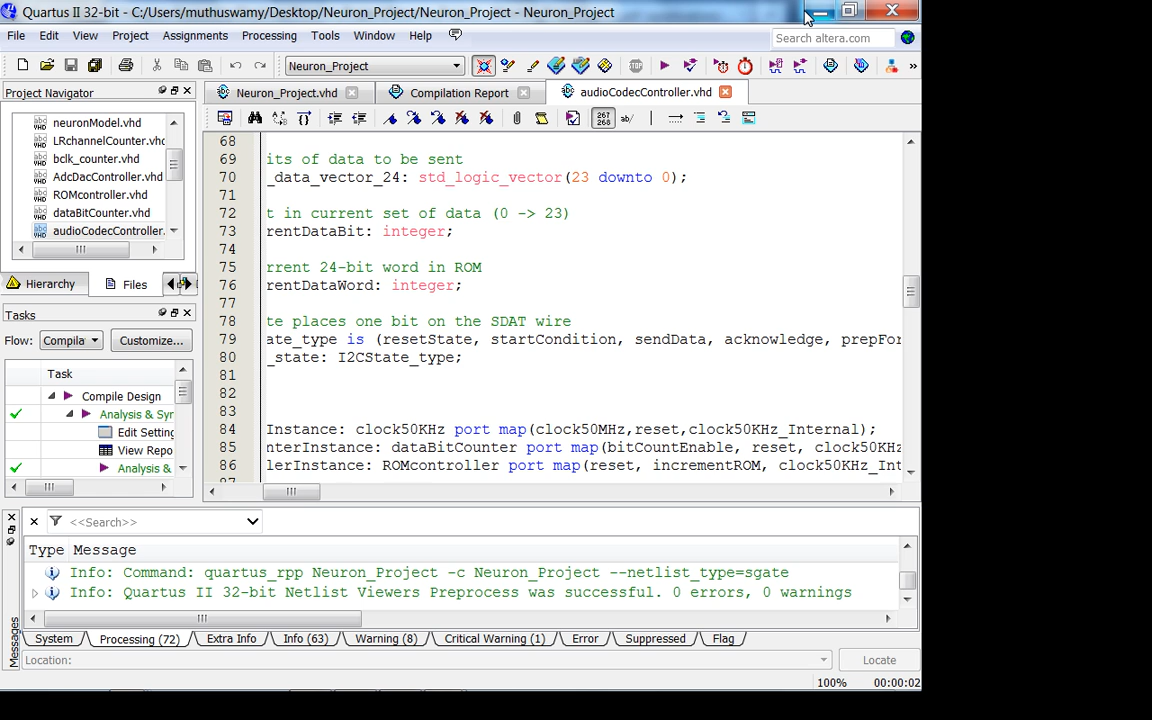 Quartus II 32-bit - C:/Users/muthuswamy/Desktop/Neuron_Project/Neuron_Project - Neuron_Project
File Edit View Project Assignments Processing Tools Window Help
Search altera.com
Neuron_Project
Project Navigator
Neuron_Project.vhd
Compilation Report
audioCodecController.vhd
neuronModel.vhd
LRchannelCounter.vhd
bclk_counter.vhd
AdcDacController.vhd
ROMcontroller.vhd
dataBitCounter.vhd
audioCodecController.
Hierarchy
Files
Tasks
Flow: Compila
Customize...
Task
Compile Design
Analysis & Syr
Edit Setting
View Repo
Analysis &
267
268
ab/
68
69 its of data to be sent
70 _data_vector_24: std_logic_vector(23 downto 0);
71
72 t in current set of data (0 -> 23)
73 rentDataBit: integer;
74
75 rrent 24-bit word in ROM
76 rentDataWord: integer;
77
78 te places one bit on the SDAT wire
79 ate_type is (resetState, startCondition, sendData, acknowledge, prepFor
80 _state: I2CState_type;
81
82
83
84 Instance: clock50KHz port map(clock50MHz,reset,clock50KHz_Internal);
85 nterInstance: dataBitCounter port map(bitCountEnable, reset, clock50KHz
86 lerInstance: ROMcontroller port map(reset, incrementROM, clock50KHz_Int
<<Search>>
Type Message
Info: Command: quartus_rpp Neuron_Project -c Neuron_Project --netlist_type=sgate
Info: Quartus II 32-bit Netlist Viewers Preprocess was successful. 0 errors, 0 warnings
System Processing (72) Extra Info Info (63) Warning (8) Critical Warning (1) Error Suppressed Flag
Messages
Location:
Locate
100% 00:00:02